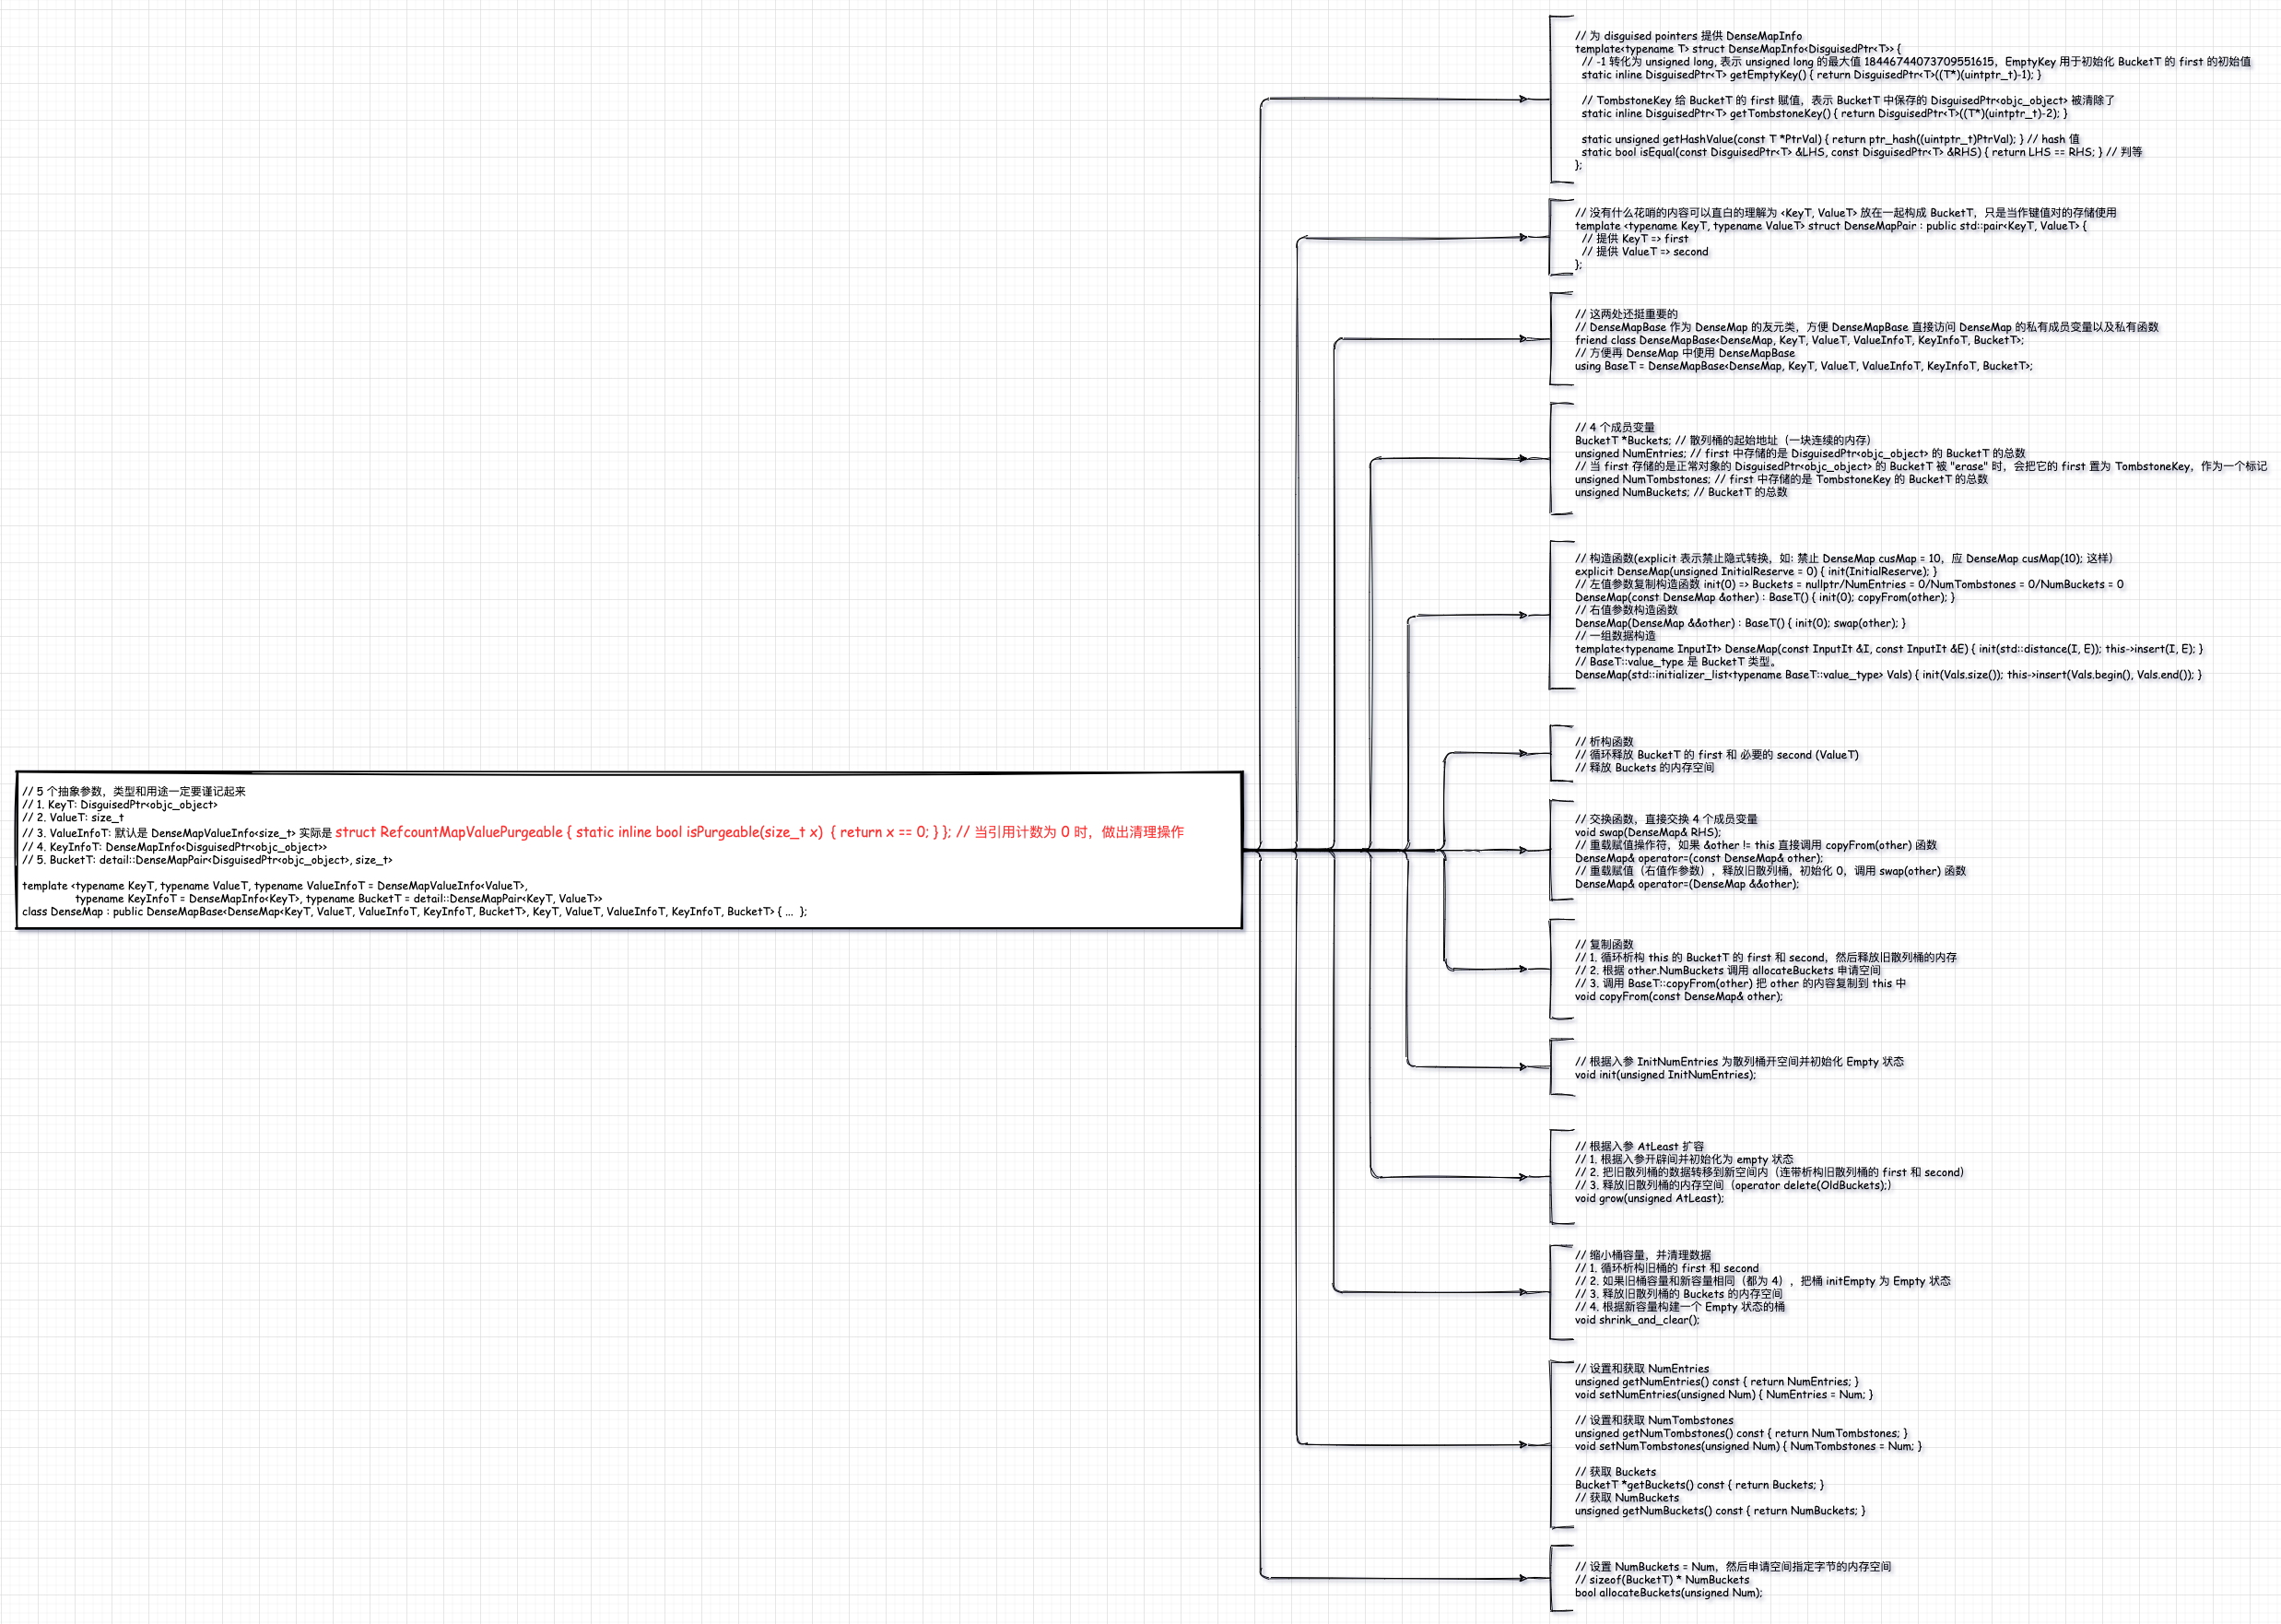 // 5 个抽象参数，类型和用途一定要谨记起来
// 1. KeyT: DisguisedPtr<objc_object>
// 2. ValueT: size_t
// 3. ValueInfoT: 默认是 DenseMapValueInfo<size_t> 实际是 struct RefcountMapValuePurgeable { static inline bool isPurgeable(size_t x)  { return x == 0; } }; // 当引用计数为 0 时，做出清理操作
// 4. KeyInfoT: DenseMapInfo<DisguisedPtr<objc_object>>
// 5. BucketT: detail::DenseMapPair<DisguisedPtr<objc_object>, size_t>
template <typename KeyT, typename ValueT, typename ValueInfoT = DenseMapValueInfo<ValueT>,
typename KeyInfoT = DenseMapInfo<KeyT>, typename BucketT = detail::DenseMapPair<KeyT, ValueT>>
class DenseMap : public DenseMapBase<DenseMap<KeyT, ValueT, ValueInfoT, KeyInfoT, BucketT>, KeyT, ValueT, ValueInfoT, KeyInfoT, BucketT> { ...  };
// 为 disguised pointers 提供 DenseMapInfo
template<typename T> struct DenseMapInfo<DisguisedPtr<T>> {
// -1 转化为 unsigned long, 表示 unsigned long 的最大值 18446744073709551615，EmptyKey 用于初始化 BucketT 的 first 的初始值
static inline DisguisedPtr<T> getEmptyKey() { return DisguisedPtr<T>((T*)(uintptr_t)-1); }
// TombstoneKey 给 BucketT 的 first 赋值，表示 BucketT 中保存的 DisguisedPtr<objc_object> 被清除了
static inline DisguisedPtr<T> getTombstoneKey() { return DisguisedPtr<T>((T*)(uintptr_t)-2); }
static unsigned getHashValue(const T *PtrVal) { return ptr_hash((uintptr_t)PtrVal); } // hash 值
static bool isEqual(const DisguisedPtr<T> &LHS, const DisguisedPtr<T> &RHS) { return LHS == RHS; } // 判等
};
// 没有什么花哨的内容可以直白的理解为 <KeyT, ValueT> 放在一起构成 BucketT，只是当作键值对的存储使用
template <typename KeyT, typename ValueT> struct DenseMapPair : public std::pair<KeyT, ValueT> {
// 提供 KeyT => first
// 提供 ValueT => second
};
// 这两处还挺重要的
// DenseMapBase 作为 DenseMap 的友元类，方便 DenseMapBase 直接访问 DenseMap 的私有成员变量以及私有函数
friend class DenseMapBase<DenseMap, KeyT, ValueT, ValueInfoT, KeyInfoT, BucketT>;
// 方便再 DenseMap 中使用 DenseMapBase
using BaseT = DenseMapBase<DenseMap, KeyT, ValueT, ValueInfoT, KeyInfoT, BucketT>;
// 4 个成员变量
BucketT *Buckets; // 散列桶的起始地址（一块连续的内存）
unsigned NumEntries; // first 中存储的是 DisguisedPtr<objc_object> 的 BucketT 的总数
// 当 first 存储的是正常对象的 DisguisedPtr<objc_object> 的 BucketT 被 "erase" 时，会把它的 first 置为 TombstoneKey，作为一个标记
unsigned NumTombstones; // first 中存储的是 TombstoneKey 的 BucketT 的总数
unsigned NumBuckets; // BucketT 的总数
// 构造函数(explicit 表示禁止隐式转换，如: 禁止 DenseMap cusMap = 10，应 DenseMap cusMap(10); 这样）
explicit DenseMap(unsigned InitialReserve = 0) { init(InitialReserve); }
// 左值参数复制构造函数 init(0) => Buckets = nullptr/NumEntries = 0/NumTombstones = 0/NumBuckets = 0
DenseMap(const DenseMap &other) : BaseT() { init(0); copyFrom(other); }
// 右值参数构造函数
DenseMap(DenseMap &&other) : BaseT() { init(0); swap(other); }
// 一组数据构造
template<typename InputIt> DenseMap(const InputIt &I, const InputIt &E) { init(std::distance(I, E)); this->insert(I, E); }
// BaseT::value_type 是 BucketT 类型。
DenseMap(std::initializer_list<typename BaseT::value_type> Vals) { init(Vals.size()); this->insert(Vals.begin(), Vals.end()); }
// 析构函数
// 循环释放 BucketT 的 first 和 必要的 second (ValueT)
// 释放 Buckets 的内存空间
// 交换函数，直接交换 4 个成员变量
void swap(DenseMap& RHS);
// 重载赋值操作符，如果 &other != this 直接调用 copyFrom(other) 函数
DenseMap& operator=(const DenseMap& other);
// 重载赋值（右值作参数），释放旧散列桶，初始化 0，调用 swap(other) 函数
DenseMap& operator=(DenseMap &&other);
// 复制函数
// 1. 循环析构 this 的 BucketT 的 first 和 second，然后释放旧散列桶的内存
// 2. 根据 other.NumBuckets 调用 allocateBuckets 申请空间
// 3. 调用 BaseT::copyFrom(other) 把 other 的内容复制到 this 中
void copyFrom(const DenseMap& other);
// 根据入参 InitNumEntries 为散列桶开空间并初始化 Empty 状态
void init(unsigned InitNumEntries);
// 根据入参 AtLeast 扩容
// 1. 根据入参开辟间并初始化为 empty 状态
// 2. 把旧散列桶的数据转移到新空间内（连带析构旧散列桶的 first 和 second）
// 3. 释放旧散列桶的内存空间（operator delete(OldBuckets);）
void grow(unsigned AtLeast);
// 缩小桶容量，并清理数据
// 1. 循环析构旧桶的 first 和 second
// 2. 如果旧桶容量和新容量相同（都为 4），把桶 initEmpty 为 Empty 状态
// 3. 释放旧散列桶的 Buckets 的内存空间
// 4. 根据新容量构建一个 Empty 状态的桶
void shrink_and_clear();
// 设置和获取 NumEntries
unsigned getNumEntries() const { return NumEntries; }
void setNumEntries(unsigned Num) { NumEntries = Num; }
// 设置和获取 NumTombstones
unsigned getNumTombstones() const { return NumTombstones; }
void setNumTombstones(unsigned Num) { NumTombstones = Num; }
// 获取 Buckets
BucketT *getBuckets() const { return Buckets; }
// 获取 NumBuckets
unsigned getNumBuckets() const { return NumBuckets; }
// 设置 NumBuckets = Num，然后申请空间指定字节的内存空间
// sizeof(BucketT) * NumBuckets
bool allocateBuckets(unsigned Num);